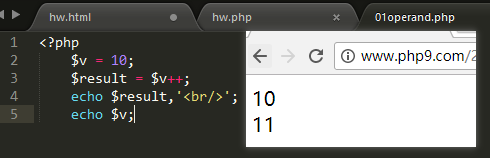 hw.html
hw.php
01operand.php
1 <?php
2 $v = 10;
3 $result = $v++;
4 echo $result,'<br/>';
5 echo $v;
www.php9.com/2
10
11